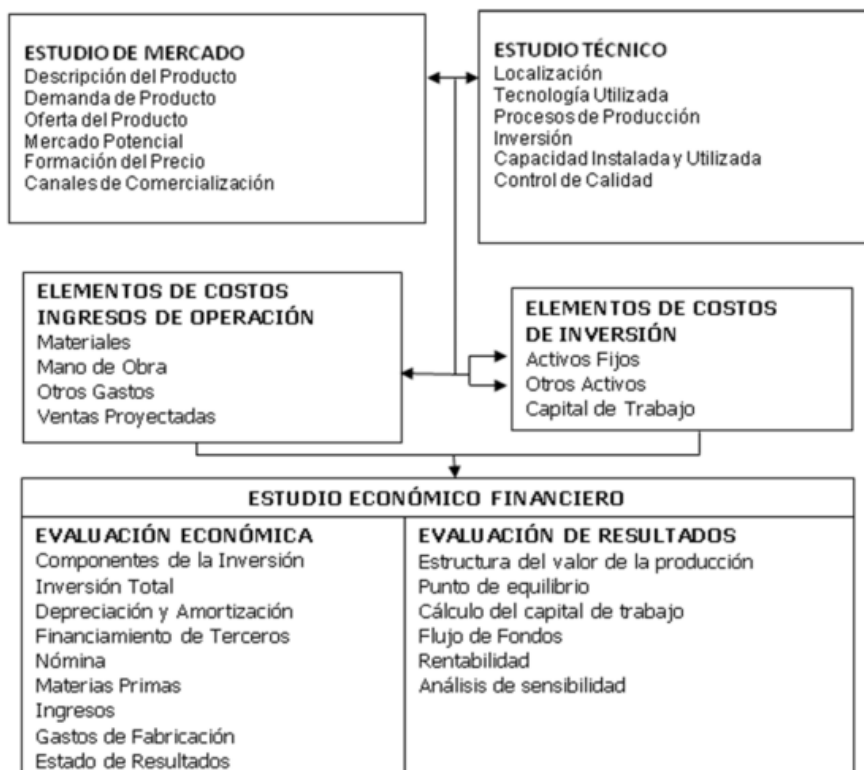 ESTUDIO DE MERCADO
Descripción del Producto
Demanda de Producto
Oferta del Producto
Mercado Potencial
Formación del Precio
Canales de Comercialización
ESTUDIO TÉCNICO
Localización
Tecnología Utilizada
Procesos de Producción
Inversión
Capacidad Instalada y Utilizada
Control de Calidad
ELEMENTOS DE COSTOS
INGRESOS DE OPERACIÓN
Materiales
Mano de Obra
Otros Gastos
Ventas Proyectadas
ELEMENTOS DE COSTOS
DE INVERSIÓN
Activos Fijos
Otros Activos
Capital de Trabajo
ESTUDIO ECONÓMICO FINANCIERO
EVALUACIÓN ECONÓMICA
Componentes de la Inversión
Inversión Total
Depreciación y Amortización
Financiamiento de Terceros
Nómina
Materias Primas
Ingresos
Gastos de Fabricación
Estado de Resultados
EVALUACIÓN DE RESULTADOS
Estructura del valor de la producción
Punto de equilibrio
Cálculo del capital de trabajo
Flujo de Fondos
Rentabilidad
Análisis de sensibilidad